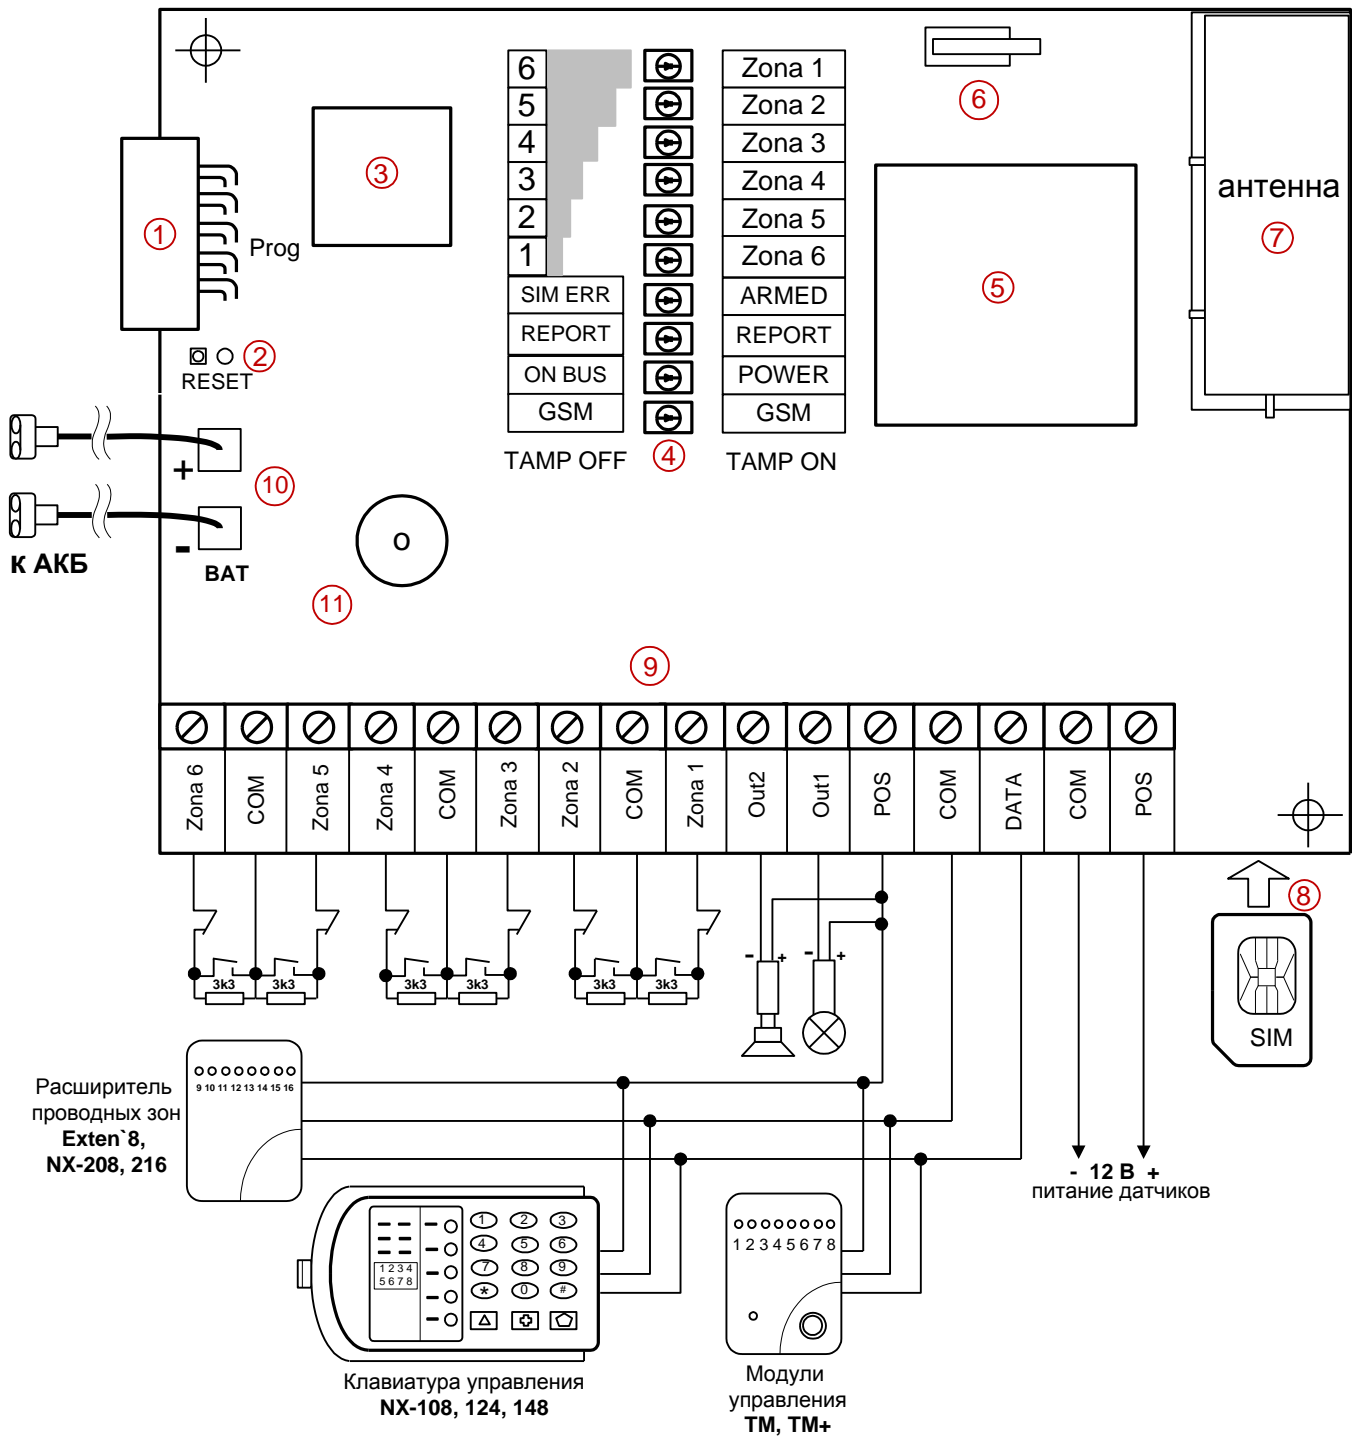 6 Zona 1
5 Zona 2
4 Zona 3
3 Zona 4
2 Zona 5
1 Zona 6
SIM ERR ARMED
REPORT REPORT
ON BUS POWER
GSM GSM
TAMP OFF 4 TAMP ON
6
3
5
антенна
7
1
Prog
2
RESET
+
10
-
к АКБ
BAT
o
11
9
Zona 6 COM Zona 5 Zona 4 COM Zona 3 Zona 2 COM Zona 1 Out2 Out1 POS COM DATA COM POS
8
SIM
- + - +
3k3 3k3 3k3 3k3 3k3 3k3
9 10 11 12 13 14 15 16
Расширитель
проводных зон
Exten`8,
NX-208, 216
- 12 В +
питание датчиков
1 2 3
4 5 6
7 8 9
* 0 #
1 2 3 4
5 6 7 8
Клавиатура управления
NX-108, 124, 148
1 2 3 4 5 6 7 8
Модули
управления
TM, TM+